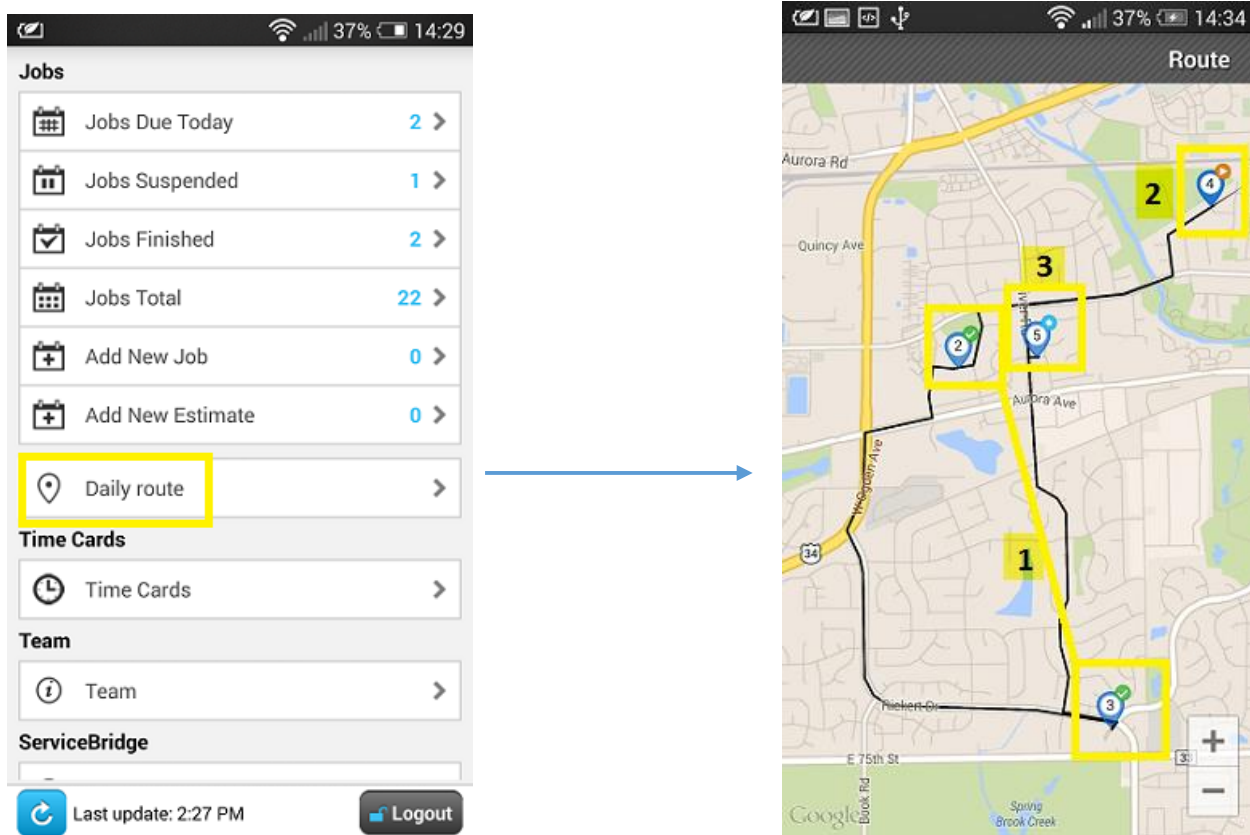 37% 14:29
Jobs
Jobs Due Today 2
Jobs Suspended 1
Jobs Finished 2
Jobs Total 22
Add New Job 0
Add New Estimate 0
Daily route
Time Cards
Time Cards
Team
Team
ServiceBridge
Last update: 2:27 PM
Logout
37% 14:34
Route
Aurora Rd
2
4
Quincy Ave
3
2
5
Aurora Ave
W Ogden Ave
34
1
3
Rickert Dr
E 75th St
33
+
−
Book Rd
Google
Spring
Brook Creek